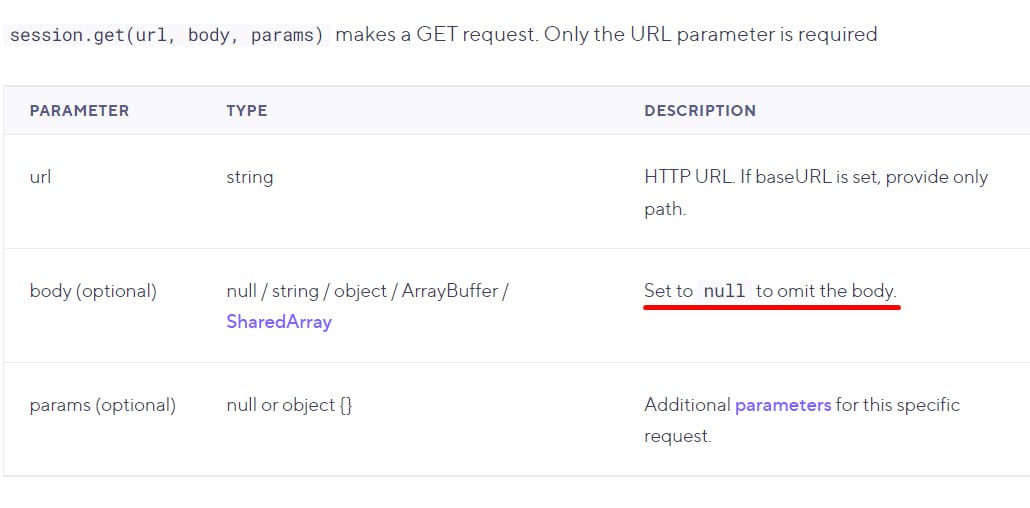 session.get(url, body, params) makes a GET request. Only the URL parameter is required
PARAMETER TYPE DESCRIPTION
url string HTTP URL. If baseURL is set, provide only
path.
body (optional) null / string / object / ArrayBuffer / Set to null to omit the body.
SharedArray
params (optional) null or object {} Additional parameters for this specific
request.